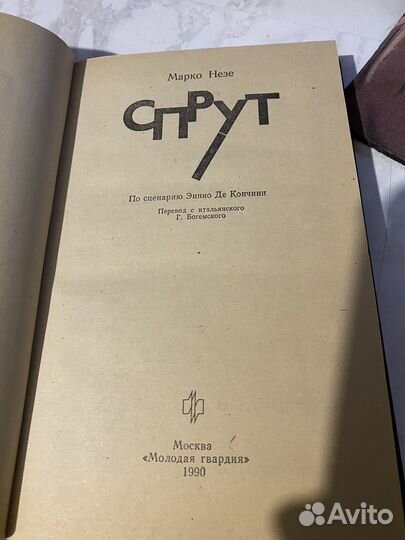 Марко Незе
СПРУТ
По сценарию Эннио Де Кончини
Перевод с итальянского
Г. Богемского
Москва
«Молодая гвардия»
1990
Avito